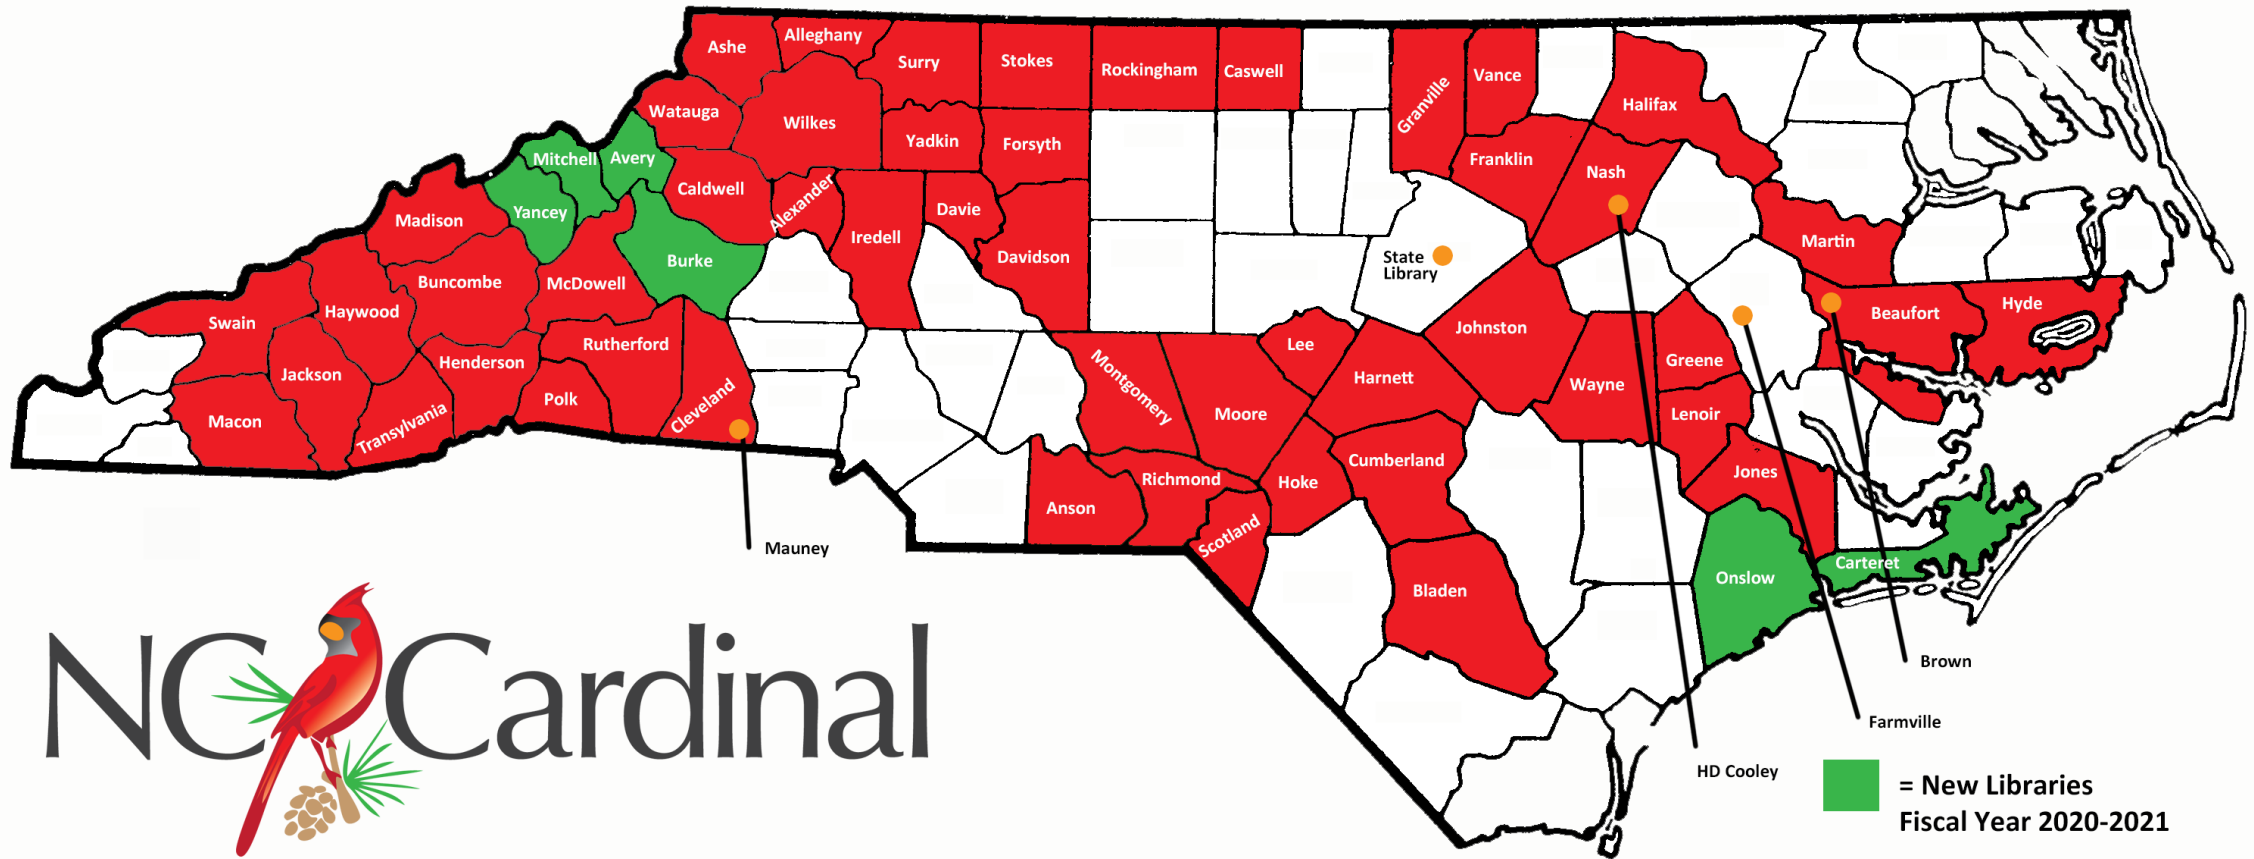 Ashe
Alleghany
Surry
Stokes
Rockingham
Caswell
Granville
Vance
Halifax
Watauga
Wilkes
Yadkin
Forsyth
Franklin
Nash
Mitchell
Avery
Caldwell
Alexander
Yancey
Davie
Madison
Iredell
Davidson
Martin
Burke
State
Library
Buncombe
McDowell
Haywood
Swain
Beaufort
Hyde
Johnston
Rutherford
Lee
Henderson
Greene
Jackson
Montgomery
Harnett
Wayne
Polk
Cleveland
Moore
Lenoir
Macon
Transylvania
Cumberland
Jones
Richmond
Hoke
Anson
Scotland
Mauney
Carteret
Onslow
Bladen
Brown
NC Cardinal
Farmville
HD Cooley
= New Libraries
Fiscal Year 2020-2021